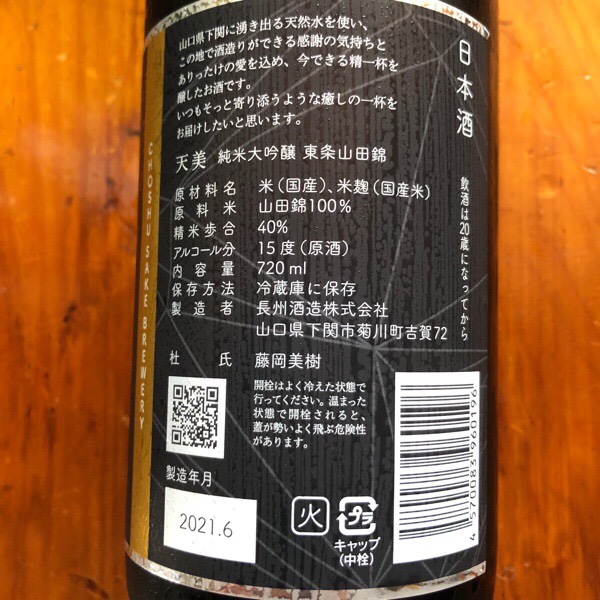 山口県下関に湧き出る天然水を使い、
この地で酒造りができる感謝の気持ちと
ありったけの愛を込め、今できる精一杯を
醸したお酒です。
いつもそっと寄り添うような癒しの一杯を
お届けしたいと思います。
天美 純米大吟醸 東条山田錦
原材料名 米（国産）、米麹（国産米）
原料米 山田錦100%
精米歩合 40%
アルコール分 15度（原酒）
内容量 720ml
保存方法 冷蔵庫に保存
製造者 長州酒造株式会社
山口県下関市菊川町吉賀72
杜氏 藤岡美樹
開栓はよく冷えた状態で
行ってください。温まった
状態で開栓されると、
蓋が勢いよく飛ぶ危険性
があります。
製造年月
2021.6
火
プラ
キャップ
（中栓）
日本酒
飲酒は20歳になってから
4570083960196
CHOSHU SAKE BREWERY